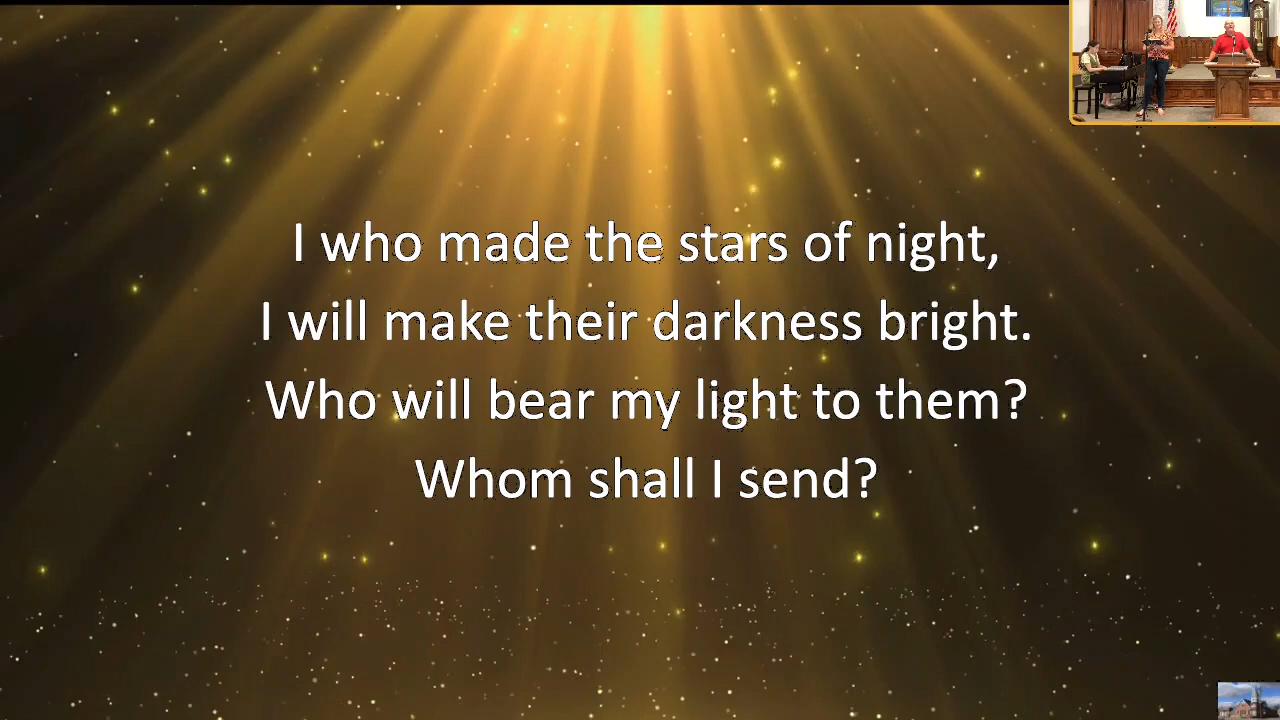 I who made the stars of night,
I will make their darkness bright.
Who will bear my light to them?
Whom shall I send?